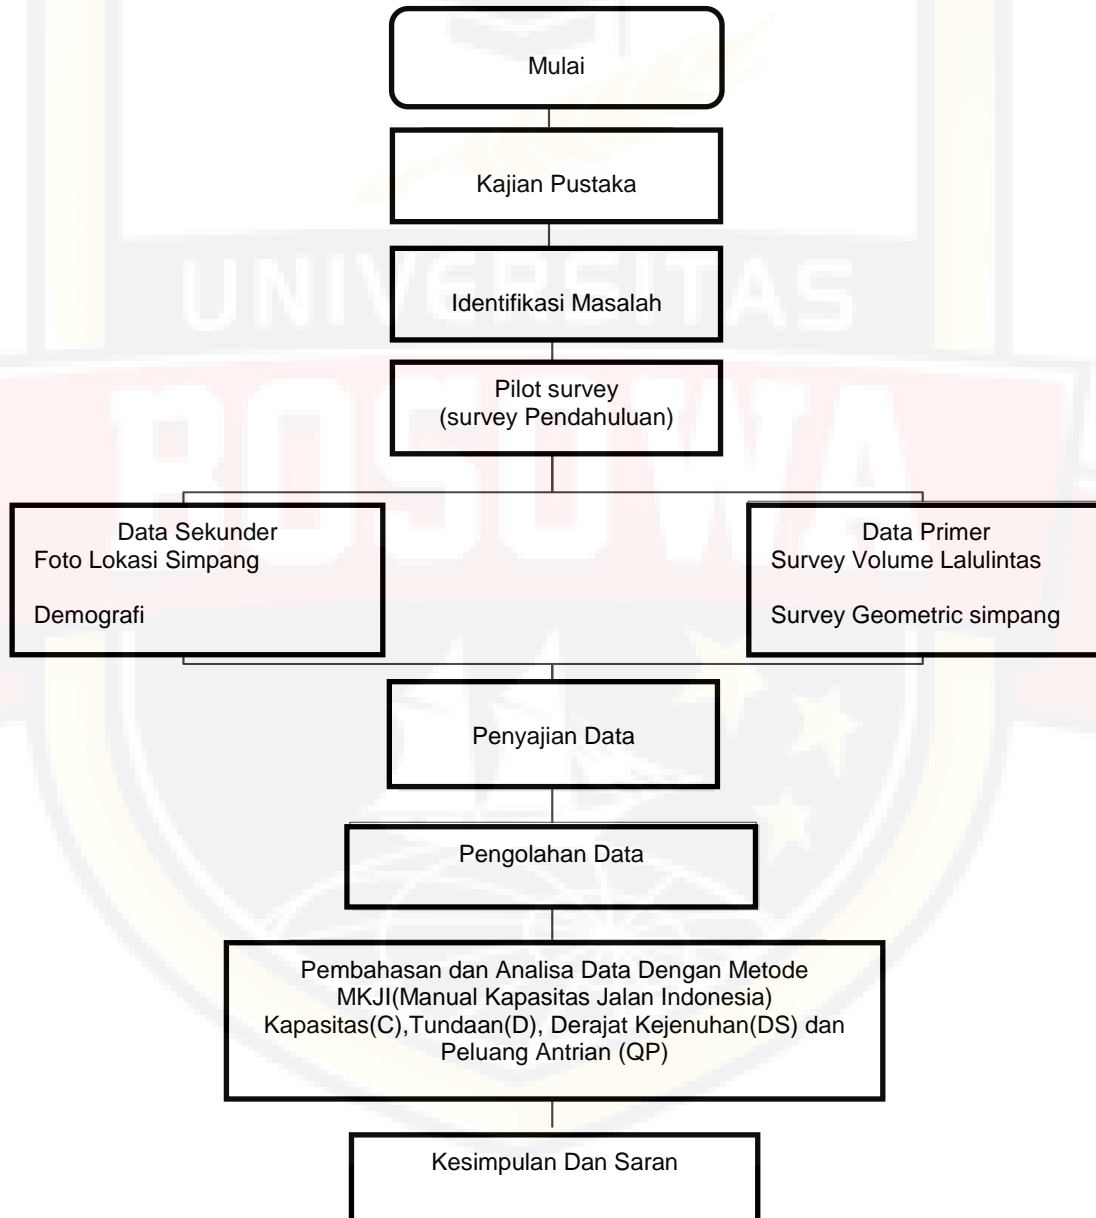 Mulai
Kajian Pustaka
UNIVERSITAS
Identifikasi Masalah
Pilot survey
(survey Pendahuluan)
BOSOWA
Data Sekunder
Foto Lokasi Simpang
Demografi
Data Primer
Survey Volume Lalulintas
Survey Geometric simpang
Penyajian Data
Pengolahan Data
Pembahasan dan Analisa Data Dengan Metode
MKJI(Manual Kapasitas Jalan Indonesia)
Kapasitas(C),Tundaan(D), Derajat Kejenuhan(DS) dan
Peluang Antrian (QP)
Kesimpulan Dan Saran